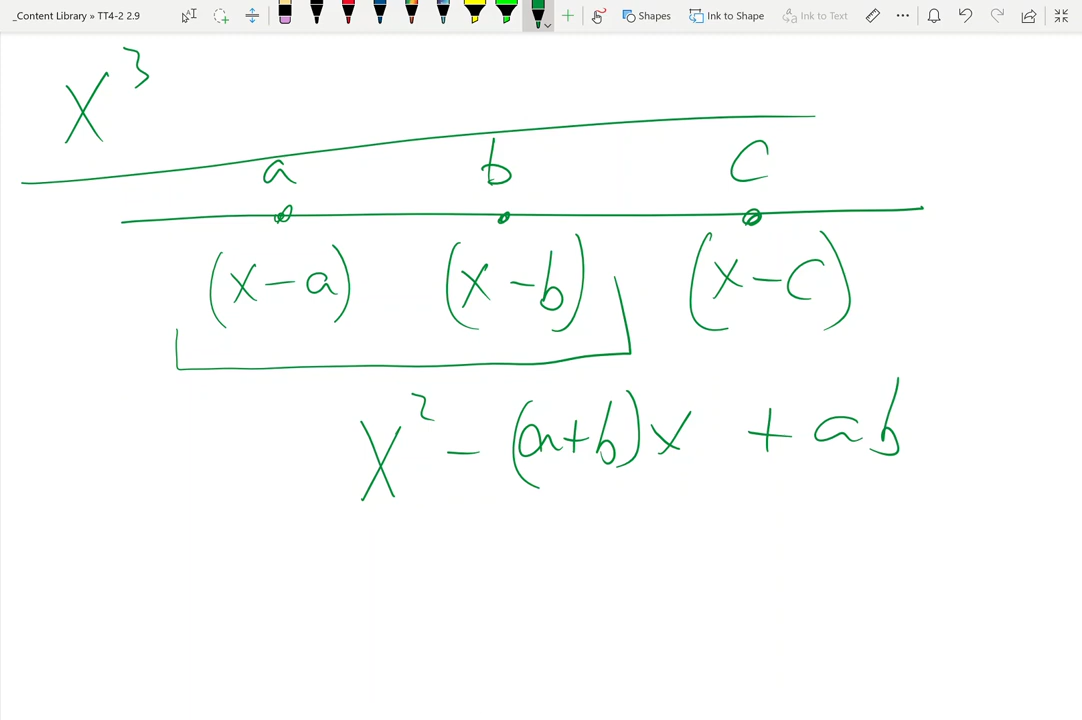 _Content Library » TT4-2 2.9
Shapes
Ink to Shape
Ink to Text
x³
a b c
(x-a) (x-b) (x-c)
x² - (a+b)x + ab